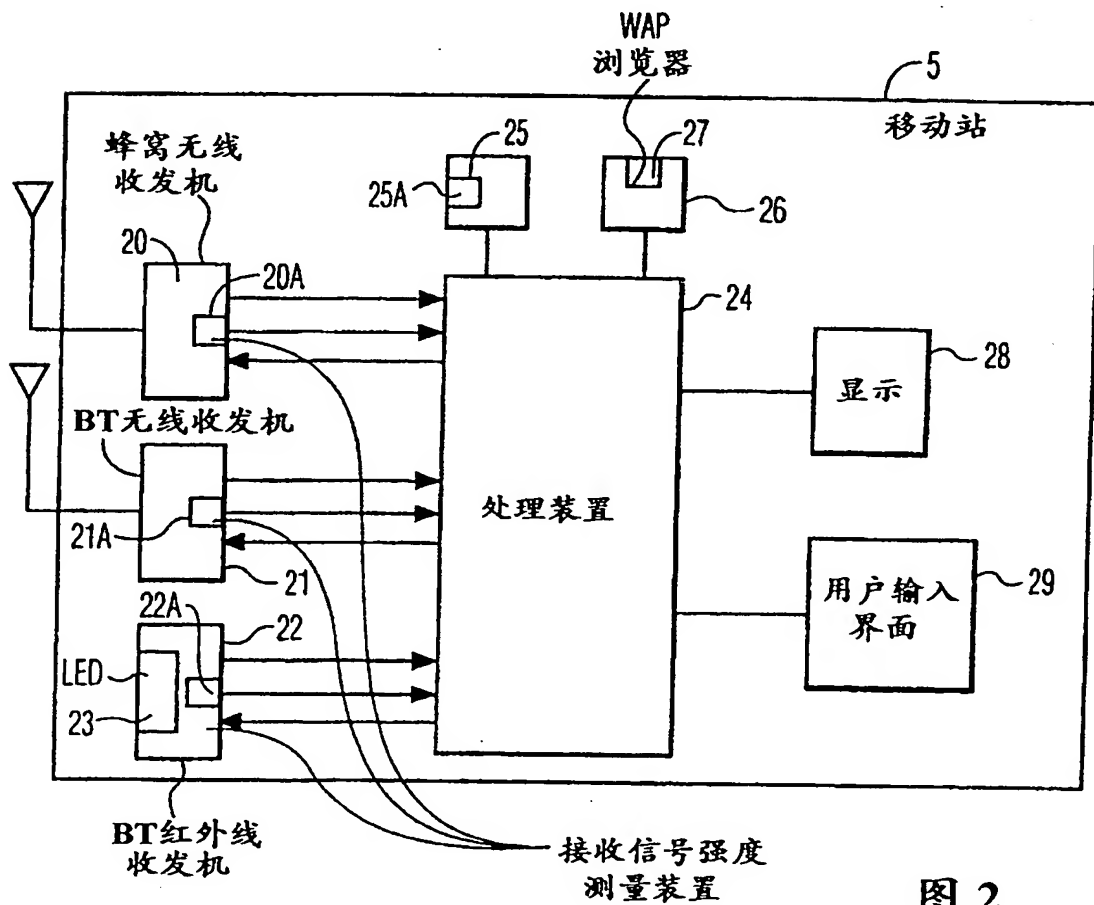 WAP
浏览器
5
移动站
蜂窝无线
收发机
25
25A
27
26
20
20A
24
28
显示
BT无线收发机
处理装置
21A
21
22A
22
用户输入
界面
29
LED
23
BT红外线
收发机
接收信号强度
测量装置
图 2